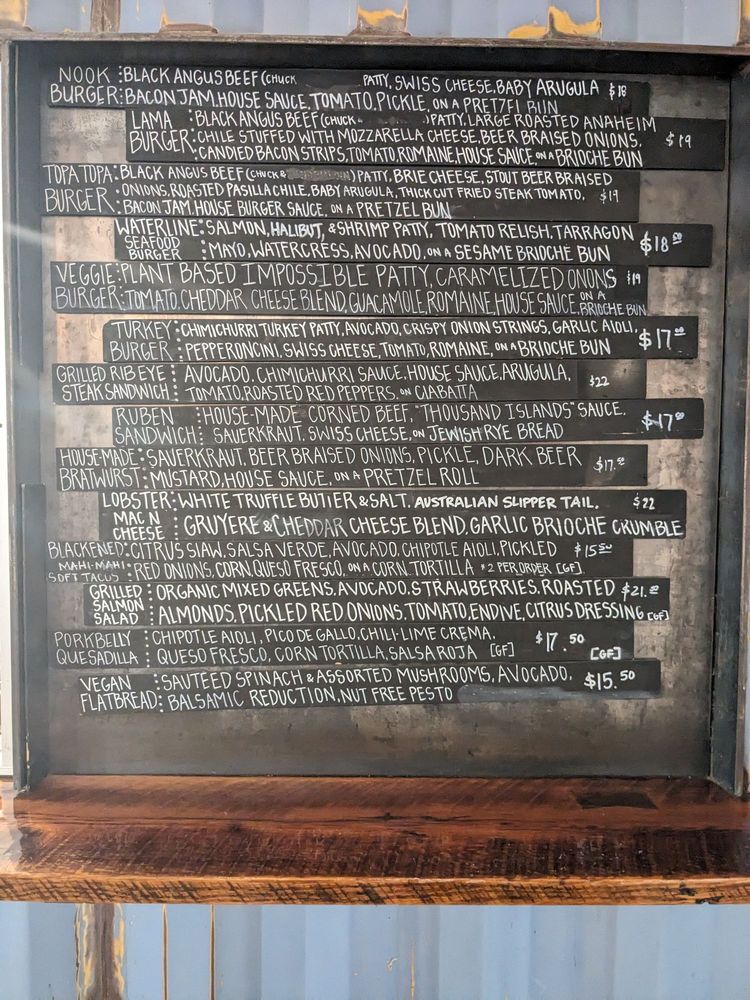 NOOK BURGER: BLACK ANGUS BEEF (CHUCK PATTY, SWISS CHEESE, BABY ARUGULA $18
BACON JAM, HOUSE SAUCE, TOMATO, PICKLE, ON A PRETZEL BUN
LAMA BURGER: BLACK ANGUS BEEF (CHUCK & ) PATTY, LARGE ROASTED ANAHEIM
CHILE STUFFED WITH MOZZARELLA CHEESE, BEER BRAISED ONIONS, $19
CANDIED BACON STRIPS, TOMATO, ROMAINE, HOUSE SAUCE, ON A BRIOCHE BUN
TOPA TOPA BURGER: BLACK ANGUS BEEF (CHUCK & ) PATTY, BRIE CHEESE, STOUT BEER BRAISED
ONIONS, ROASTED PASILLA CHILE, BABY ARUGULA, THICK CUT FRIED STEAK TOMATO, $19
BACON JAM, HOUSE BURGER SAUCE, ON A PRETZEL BUN
WATERLINE SEAFOOD BURGER: SALMON, HALIBUT, & SHRIMP PATTY, TOMATO RELISH, TARRAGON $18.50
MAYO, WATERCRESS, AVOCADO, ON A SESAME BRIOCHE BUN
VEGGIE BURGER: PLANT BASED IMPOSSIBLE PATTY, CARAMELIZED ONONS $19
TOMATO, CHEDDAR CHEESE BLEND, GUACAMOLE, ROMAINE, HOUSE SAUCE, ON A BRIOCHE BUN
TURKEY BURGER: CHIMICHURRI TURKEY PATTY, AVOCADO, CRISPY ONION STRINGS, GARLIC AIOLI, $17.00
PEPPERONCINI, SWISS CHEESE, TOMATO, ROMAINE, ON A BRIOCHE BUN
GRILLED RIBEYE STEAK SANDWICH: AVOCADO, CHIMICHURRI SAUCE, HOUSE SAUCE, ARUGULA, $22
TOMATO, ROASTED RED PEPPERS, ON CIABATTA
RUBEN SANDWICH: HOUSE-MADE CORNED BEEF, "THOUSAND ISLANDS" SAUCE, $17.00
SAUERKRAUT, SWISS CHEESE, ON JEWISH RYE BREAD
HOUSE-MADE BRATWURST: SAUERKRAUT, BEER BRAISED ONIONS, PICKLE, DARK BEER $17.50
MUSTARD, HOUSE SAUCE, ON A PRETZEL ROLL
LOBSTER MAC N CHEESE: WHITE TRUFFLE BUTTER & SALT, AUSTRALIAN SLIPPER TAIL, $22
GRUYERE & CHEDDAR CHEESE BLEND, GARLIC BRIOCHE CRUMBLE
BLACKENED MAHI-MAHI SOFT TACOS: CITRUS SLAW, SALSA VERDE, AVOCADO, CHIPOTLE AIOLI, PICKLED $15.50
RED ONIONS, CORN, QUESO FRESCO, ON A CORN TORTILLA *2 PER ORDER [GF]
GRILLED SALMON SALAD: ORGANIC MIXED GREENS, AVOCADO, STRAWBERRIES, ROASTED $21.
ALMONDS, PICKLED RED ONIONS, TOMATO, ENDIVE, CITRUS DRESSING [GF]
PORKBELLY QUESADILLA: CHIPOTLE AIOLI, PICO DE GALLO, CHILI-LIME CREMA, $17.50
QUESO FRESCO, CORN TORTILLA, SALSA ROJA [GF] [GF]
VEGAN FLATBREAD: SAUTEED SPINACH & ASSORTED MUSHROOMS, AVOCADO, $15.50
BALSAMIC REDUCTION, NUT FREE PESTO